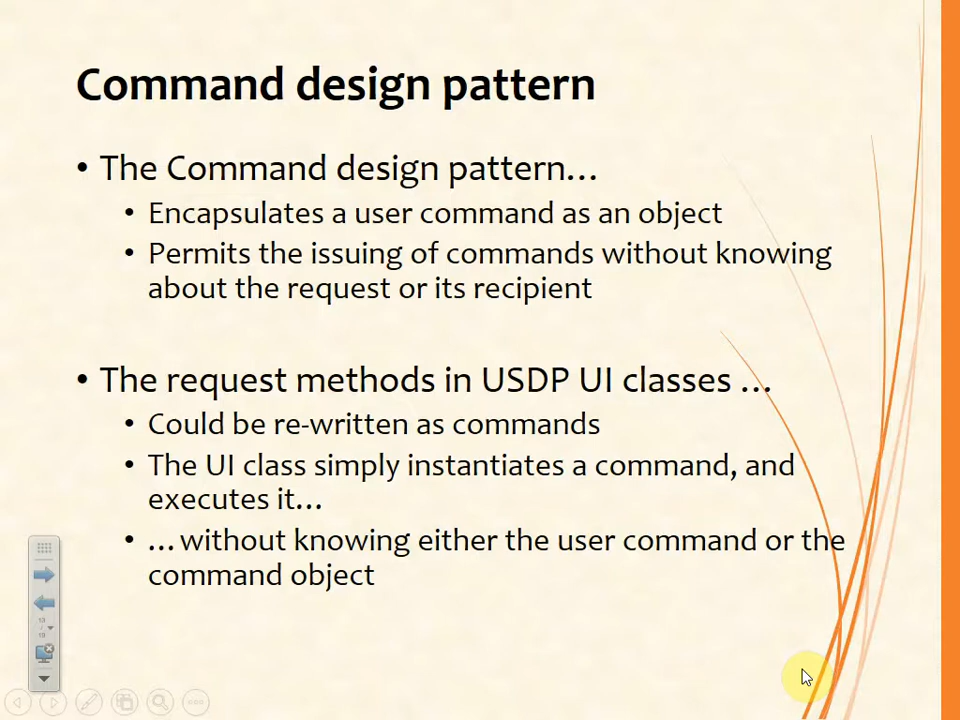 Command design pattern
• The Command design pattern…
• Encapsulates a user command as an object
• Permits the issuing of commands without knowing
about the request or its recipient
• The request methods in USDP UI classes …
• Could be re-written as commands
• The UI class simply instantiates a command, and
executes it…
• …without knowing either the user command or the
command object